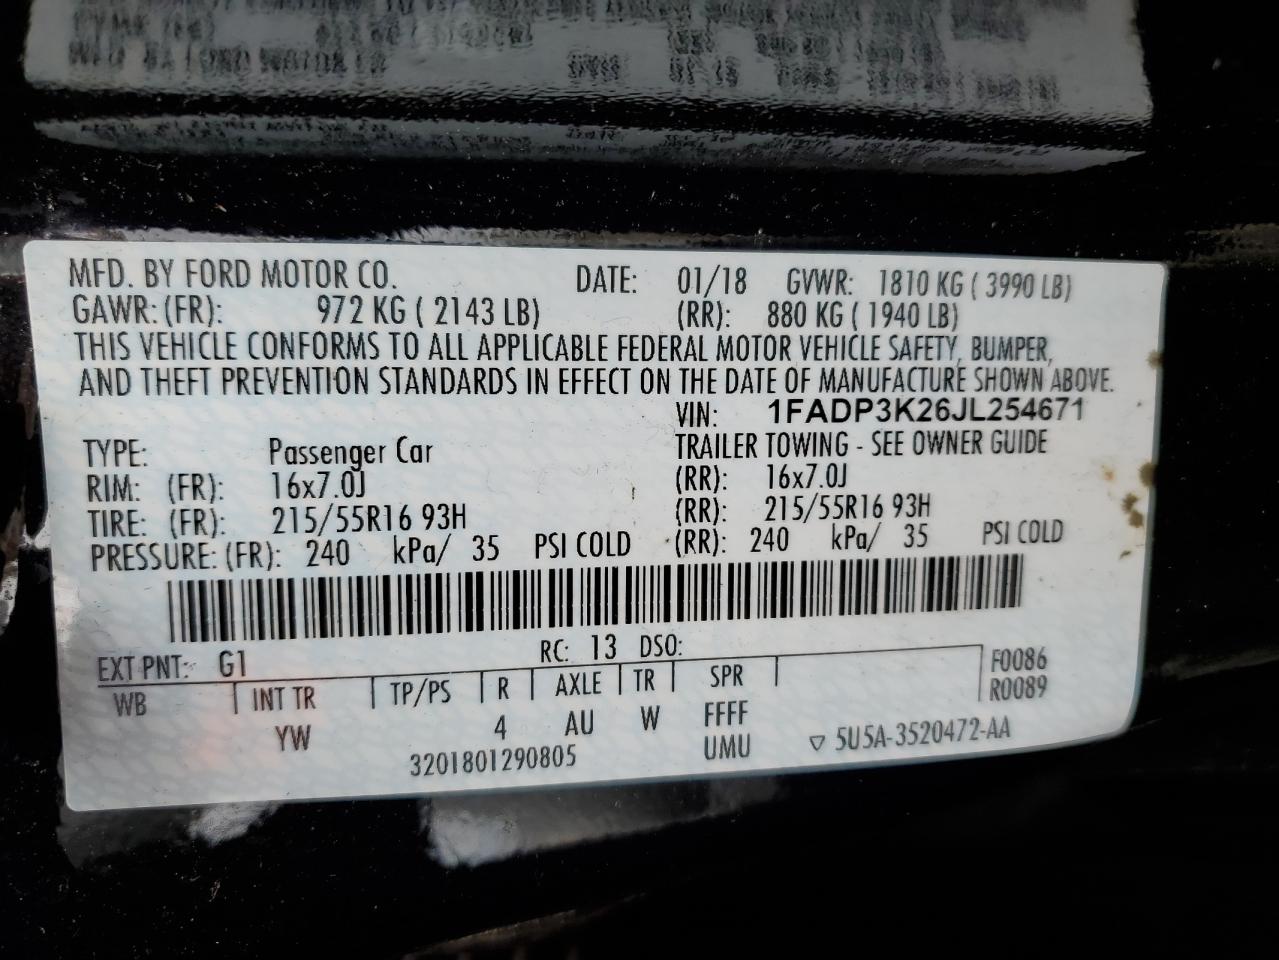 MFD. BY FORD MOTOR CO. DATE: 01/18 GVWR: 1810 KG ( 3990 LB)
GAWR: (FR): 972 KG ( 2143 LB) (RR): 880 KG ( 1940 LB)
THIS VEHICLE CONFORMS TO ALL APPLICABLE FEDERAL MOTOR VEHICLE SAFETY, BUMPER,
AND THEFT PREVENTION STANDARDS IN EFFECT ON THE DATE OF MANUFACTURE SHOWN ABOVE.
VIN: 1FADP3K26JL254671
TYPE: Passenger Car TRAILER TOWING - SEE OWNER GUIDE
RIM: (FR): 16x7.0J (RR): 16x7.0J
TIRE: (FR): 215/55R16 93H (RR): 215/55R16 93H
PRESSURE: (FR): 240 kPa/ 35 PSI COLD (RR): 240 kPa/ 35 PSI COLD
EXT PNT: G1 RC: 13 DSO: F0086
WB INT TR TP/PS R AXLE TR SPR R0089
YW 4 AU W FFFF
3201801290805 UMU ▽ 5U5A-3520472-AA